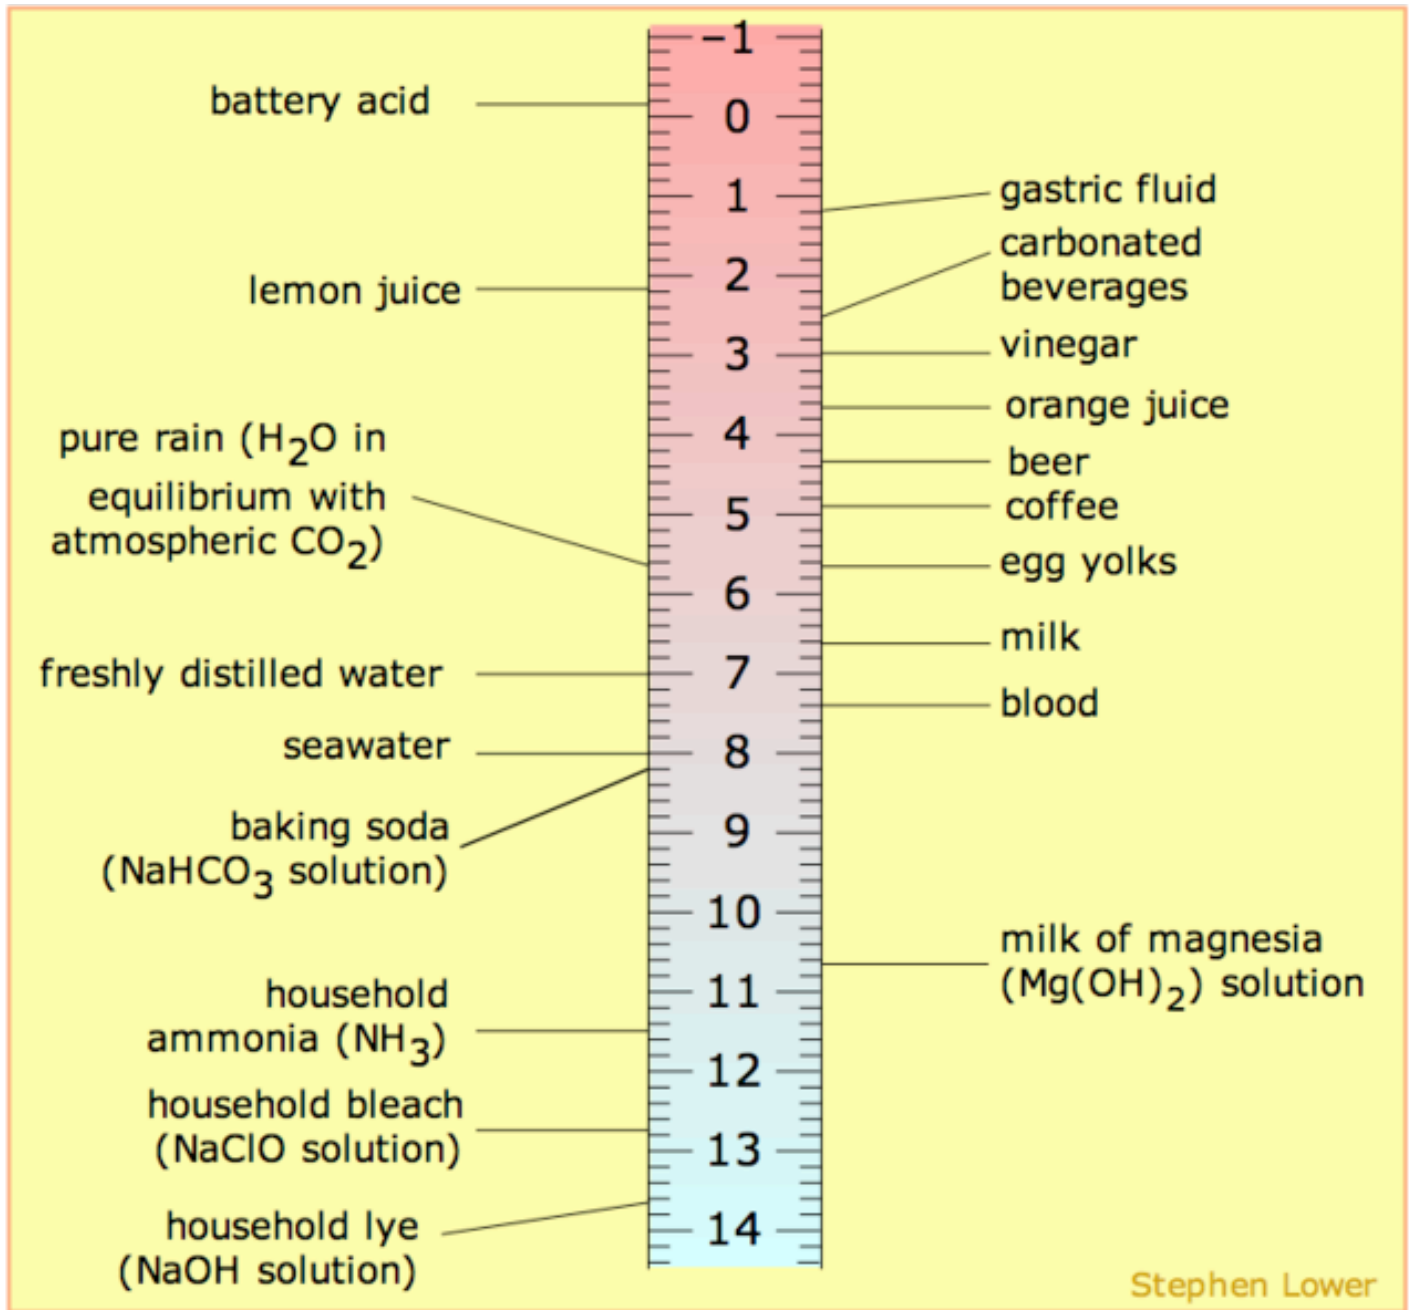 −1
battery acid
0
1
gastric fluid
carbonated
beverages
lemon juice
2
3
vinegar
orange juice
pure rain (H₂O in
equilibrium with
atmospheric CO₂)
4
beer
coffee
5
egg yolks
6
milk
freshly distilled water
7
blood
seawater
8
baking soda
(NaHCO₃ solution)
9
10
milk of magnesia
(Mg(OH)₂) solution
household
ammonia (NH₃)
11
12
household bleach
(NaClO solution)
13
household lye
(NaOH solution)
14
Stephen Lower